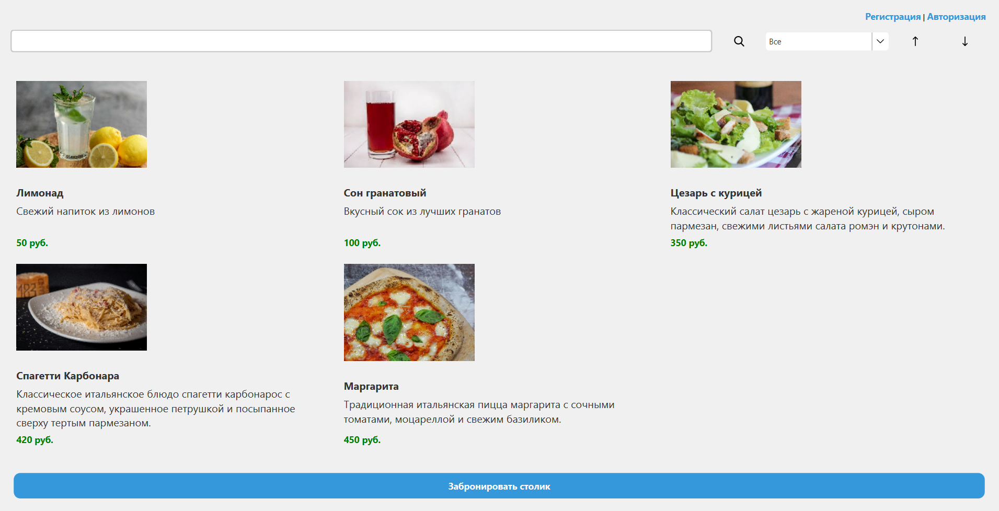 Регистрация | Авторизация
Все
Лимонад
Свежий напиток из лимонов
50 руб.
Сон гранатовый
Вкусный сок из лучших гранатов
100 руб.
Цезарь с курицей
Классический салат цезарь с жареной курицей, сыром
пармезан, свежими листьями салата ромэн и крутонами.
350 руб.
Спагетти Карбонара
Классическое итальянское блюдо спагетти карбонарос с
кремовым соусом, украшенное петрушкой и посыпанное
сверху тертым пармезаном.
420 руб.
Маргарита
Традиционная итальянская пицца маргарита с сочными
томатами, моцареллой и свежим базиликом.
450 руб.
Забронировать столик